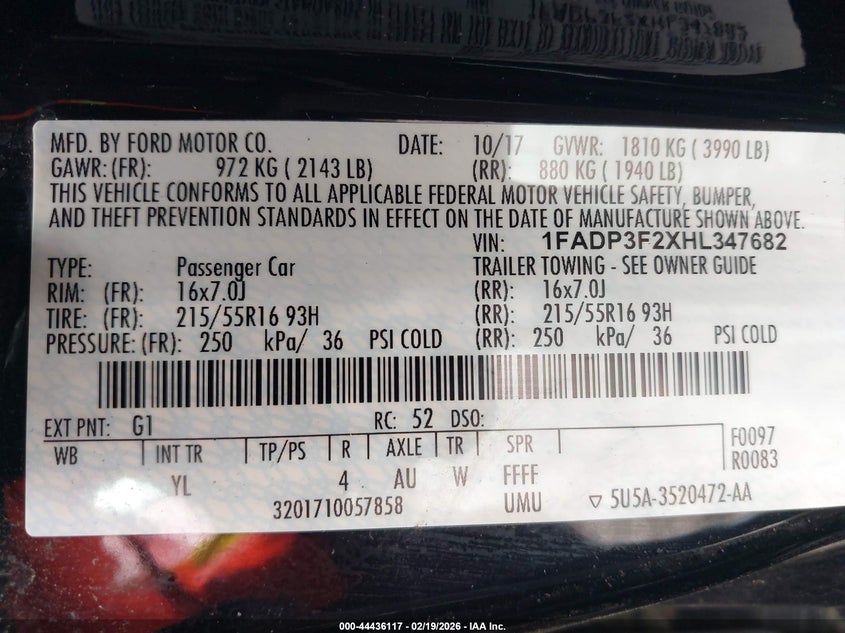 MFD. BY FORD MOTOR CO. DATE: 10/17 GVWR: 1810 KG ( 3990 LB)
GAWR: (FR): 972 KG ( 2143 LB) (RR): 880 KG ( 1940 LB)
THIS VEHICLE CONFORMS TO ALL APPLICABLE FEDERAL MOTOR VEHICLE SAFETY, BUMPER,
AND THEFT PREVENTION STANDARDS IN EFFECT ON THE DATE OF MANUFACTURE SHOWN ABOVE.
VIN: 1FADP3F2XHL347682
TYPE: Passenger Car TRAILER TOWING - SEE OWNER GUIDE
RIM: (FR): 16x7.0J (RR): 16x7.0J
TIRE: (FR): 215/55R16 93H (RR): 215/55R16 93H
PRESSURE: (FR): 250 kPa/ 36 PSI COLD (RR): 250 kPa/ 36 PSI COLD
EXT PNT: G1 RC: 52 DSO:
WB INT TR TP/PS R AXLE TR SPR F0097
YL 4 AU W FFFF R0083
3201710057858 UMU ▽ 5U5A-3520472-AA
000-44436117 - 02/19/2026 - IAA Inc.